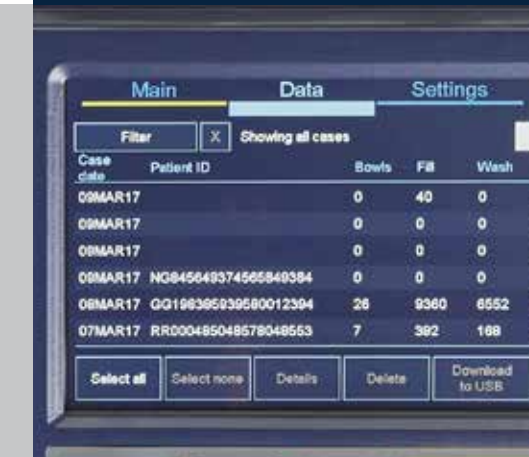 Main Data Settings
Filter X Showing all cases
Case date Patient ID Bowls Fill Wash
09MAR17 0 40 0
09MAR17 0 0 0
09MAR17 0 0 0
09MAR17 NG845649374565849384 0 0 0
08MAR17 GG198395939580012394 26 9360 6552
07MAR17 RR000485048578048553 7 392 168
Select all Select none Details Delete Download to USB